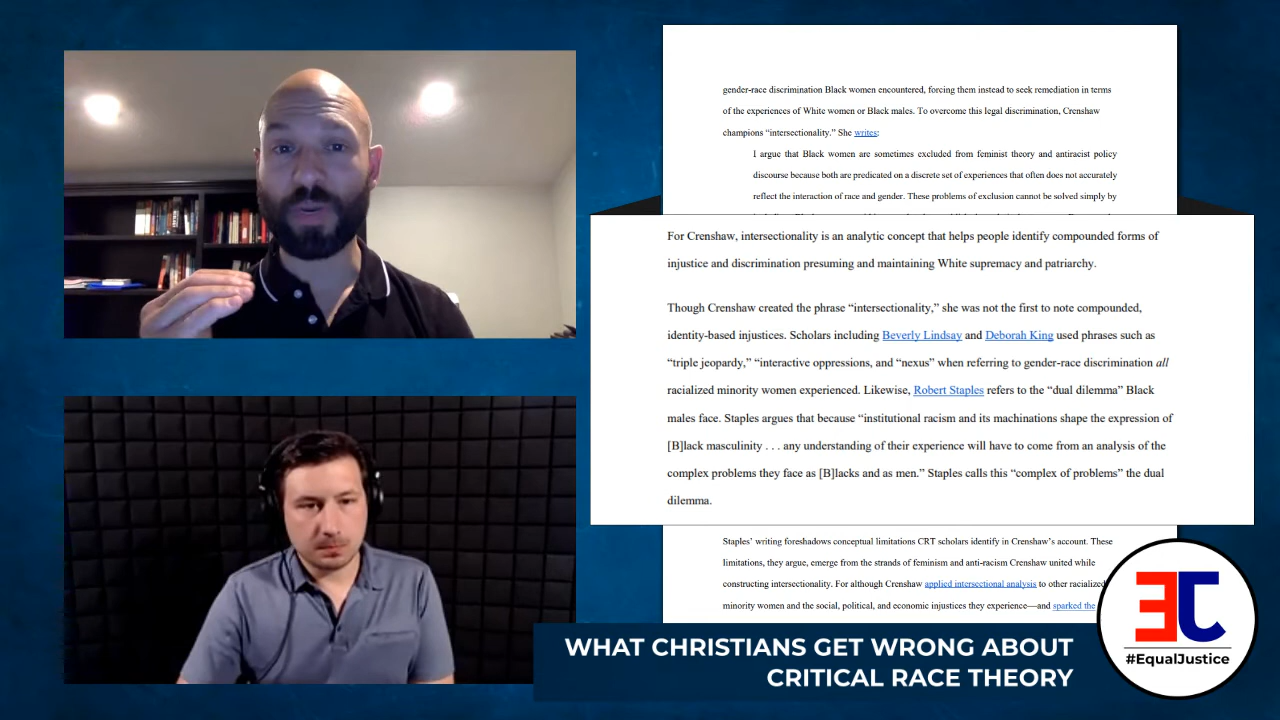 gender-race discrimination Black women encountered, forcing them instead to seek remediation in terms
of the experiences of White women or Black males. To overcome this legal discrimination, Crenshaw
champions “intersectionality.” She writes:
I argue that Black women are sometimes excluded from feminist theory and antiracist policy
discourse because both are predicated on a discrete set of experiences that often does not accurately
reflect the interaction of race and gender. These problems of exclusion cannot be solved simply by
For Crenshaw, intersectionality is an analytic concept that helps people identify compounded forms of
injustice and discrimination presuming and maintaining White supremacy and patriarchy.
Though Crenshaw created the phrase “intersectionality,” she was not the first to note compounded,
identity-based injustices. Scholars including Beverly Lindsay and Deborah King used phrases such as
“triple jeopardy,” “interactive oppressions, and “nexus” when referring to gender-race discrimination all
racialized minority women experienced. Likewise, Robert Staples refers to the “dual dilemma” Black
males face. Staples argues that because “institutional racism and its machinations shape the expression of
[B]lack masculinity . . . any understanding of their experience will have to come from an analysis of the
complex problems they face as [B]lacks and as men.” Staples calls this “complex of problems” the dual
dilemma.
Staples’ writing foreshadows conceptual limitations CRT scholars identify in Crenshaw’s account. These
limitations, they argue, emerge from the strands of feminism and anti-racism Crenshaw united while
constructing intersectionality. For although Crenshaw applied intersectional analysis to other racialized
minority women and the social, political, and economic injustices they experience—and sparked the
WHAT CHRISTIANS GET WRONG ABOUT
CRITICAL RACE THEORY
EJ
#EqualJustice